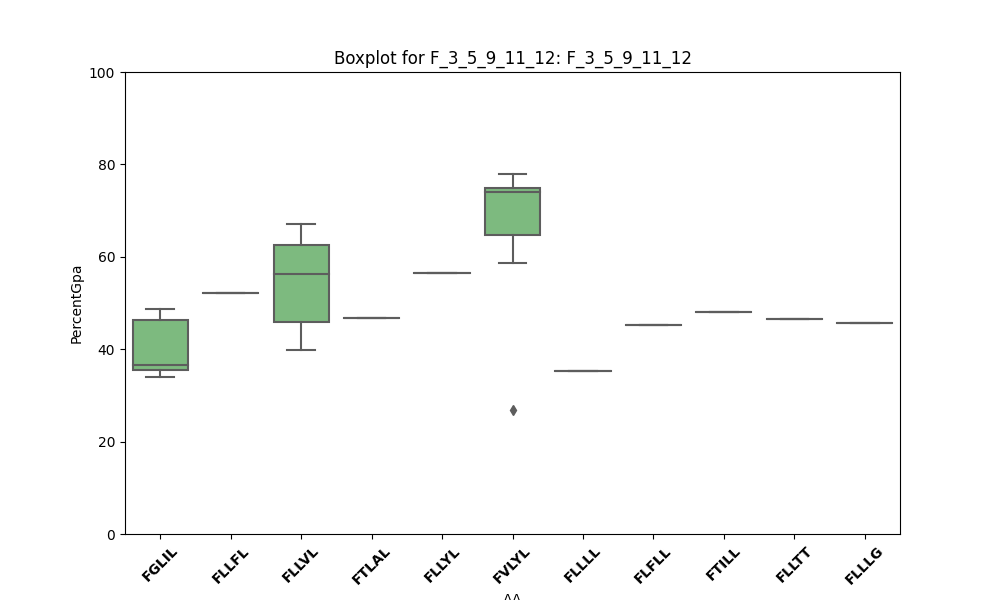 Boxplot for F_3_5_9_11_12: F_3_5_9_11_12
100
80
60
40
20
0
PercentGpa
FGLIL
FLLFL
FLLVL
FTLAL
FLLYL
FVLYL
FLLLL
FLFLL
FTILL
FLLTT
FLLLG
AA